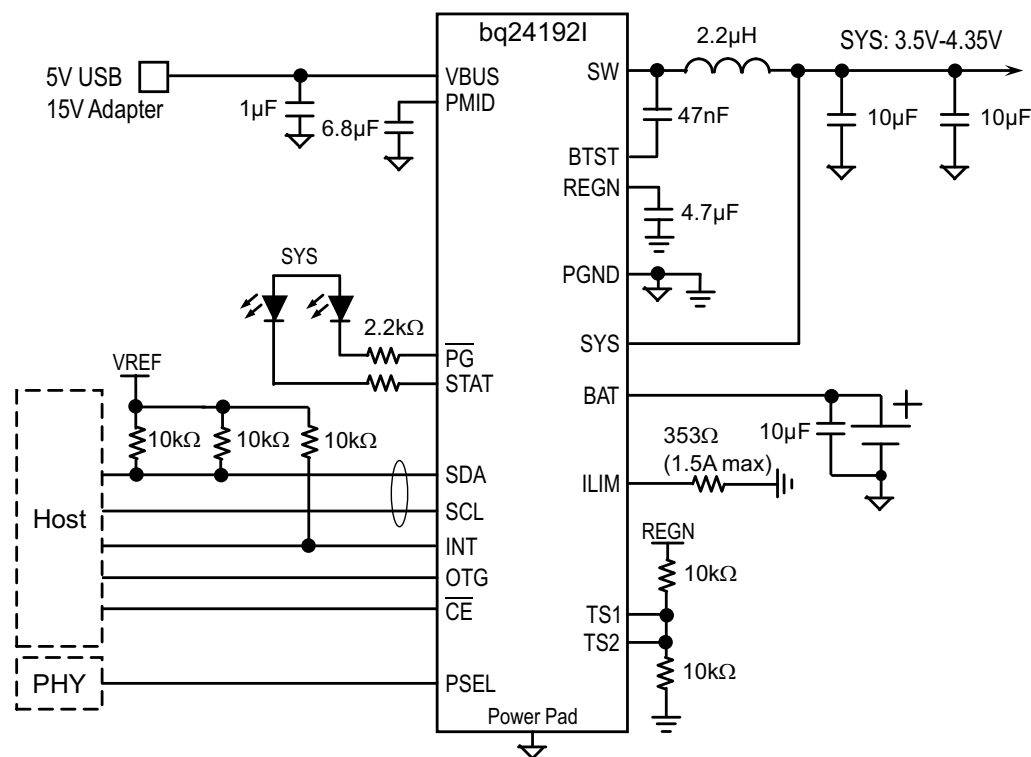 bq24192I
5V USB
15V Adapter
1µF
6.8µF
VBUS
PMID
SW
2.2µH
SYS: 3.5V-4.35V
47nF
10µF
10µF
BTST
REGN
4.7µF
PGND
SYS
SYS
2.2kΩ
PG
STAT
VREF
10kΩ
10kΩ
10kΩ
BAT
10µF
+
353Ω
(1.5A max)
ILIM
Host
SDA
SCL
INT
OTG
CE
REGN
10kΩ
TS1
TS2
10kΩ
PHY
PSEL
Power Pad